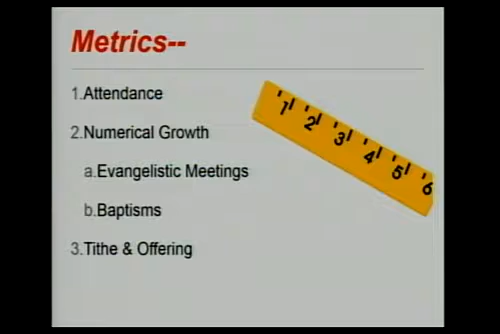 Metrics--
1.Attendance
2.Numerical Growth
a.Evangelistic Meetings
b.Baptisms
3.Tithe & Offering
1 2 3 4 5 6